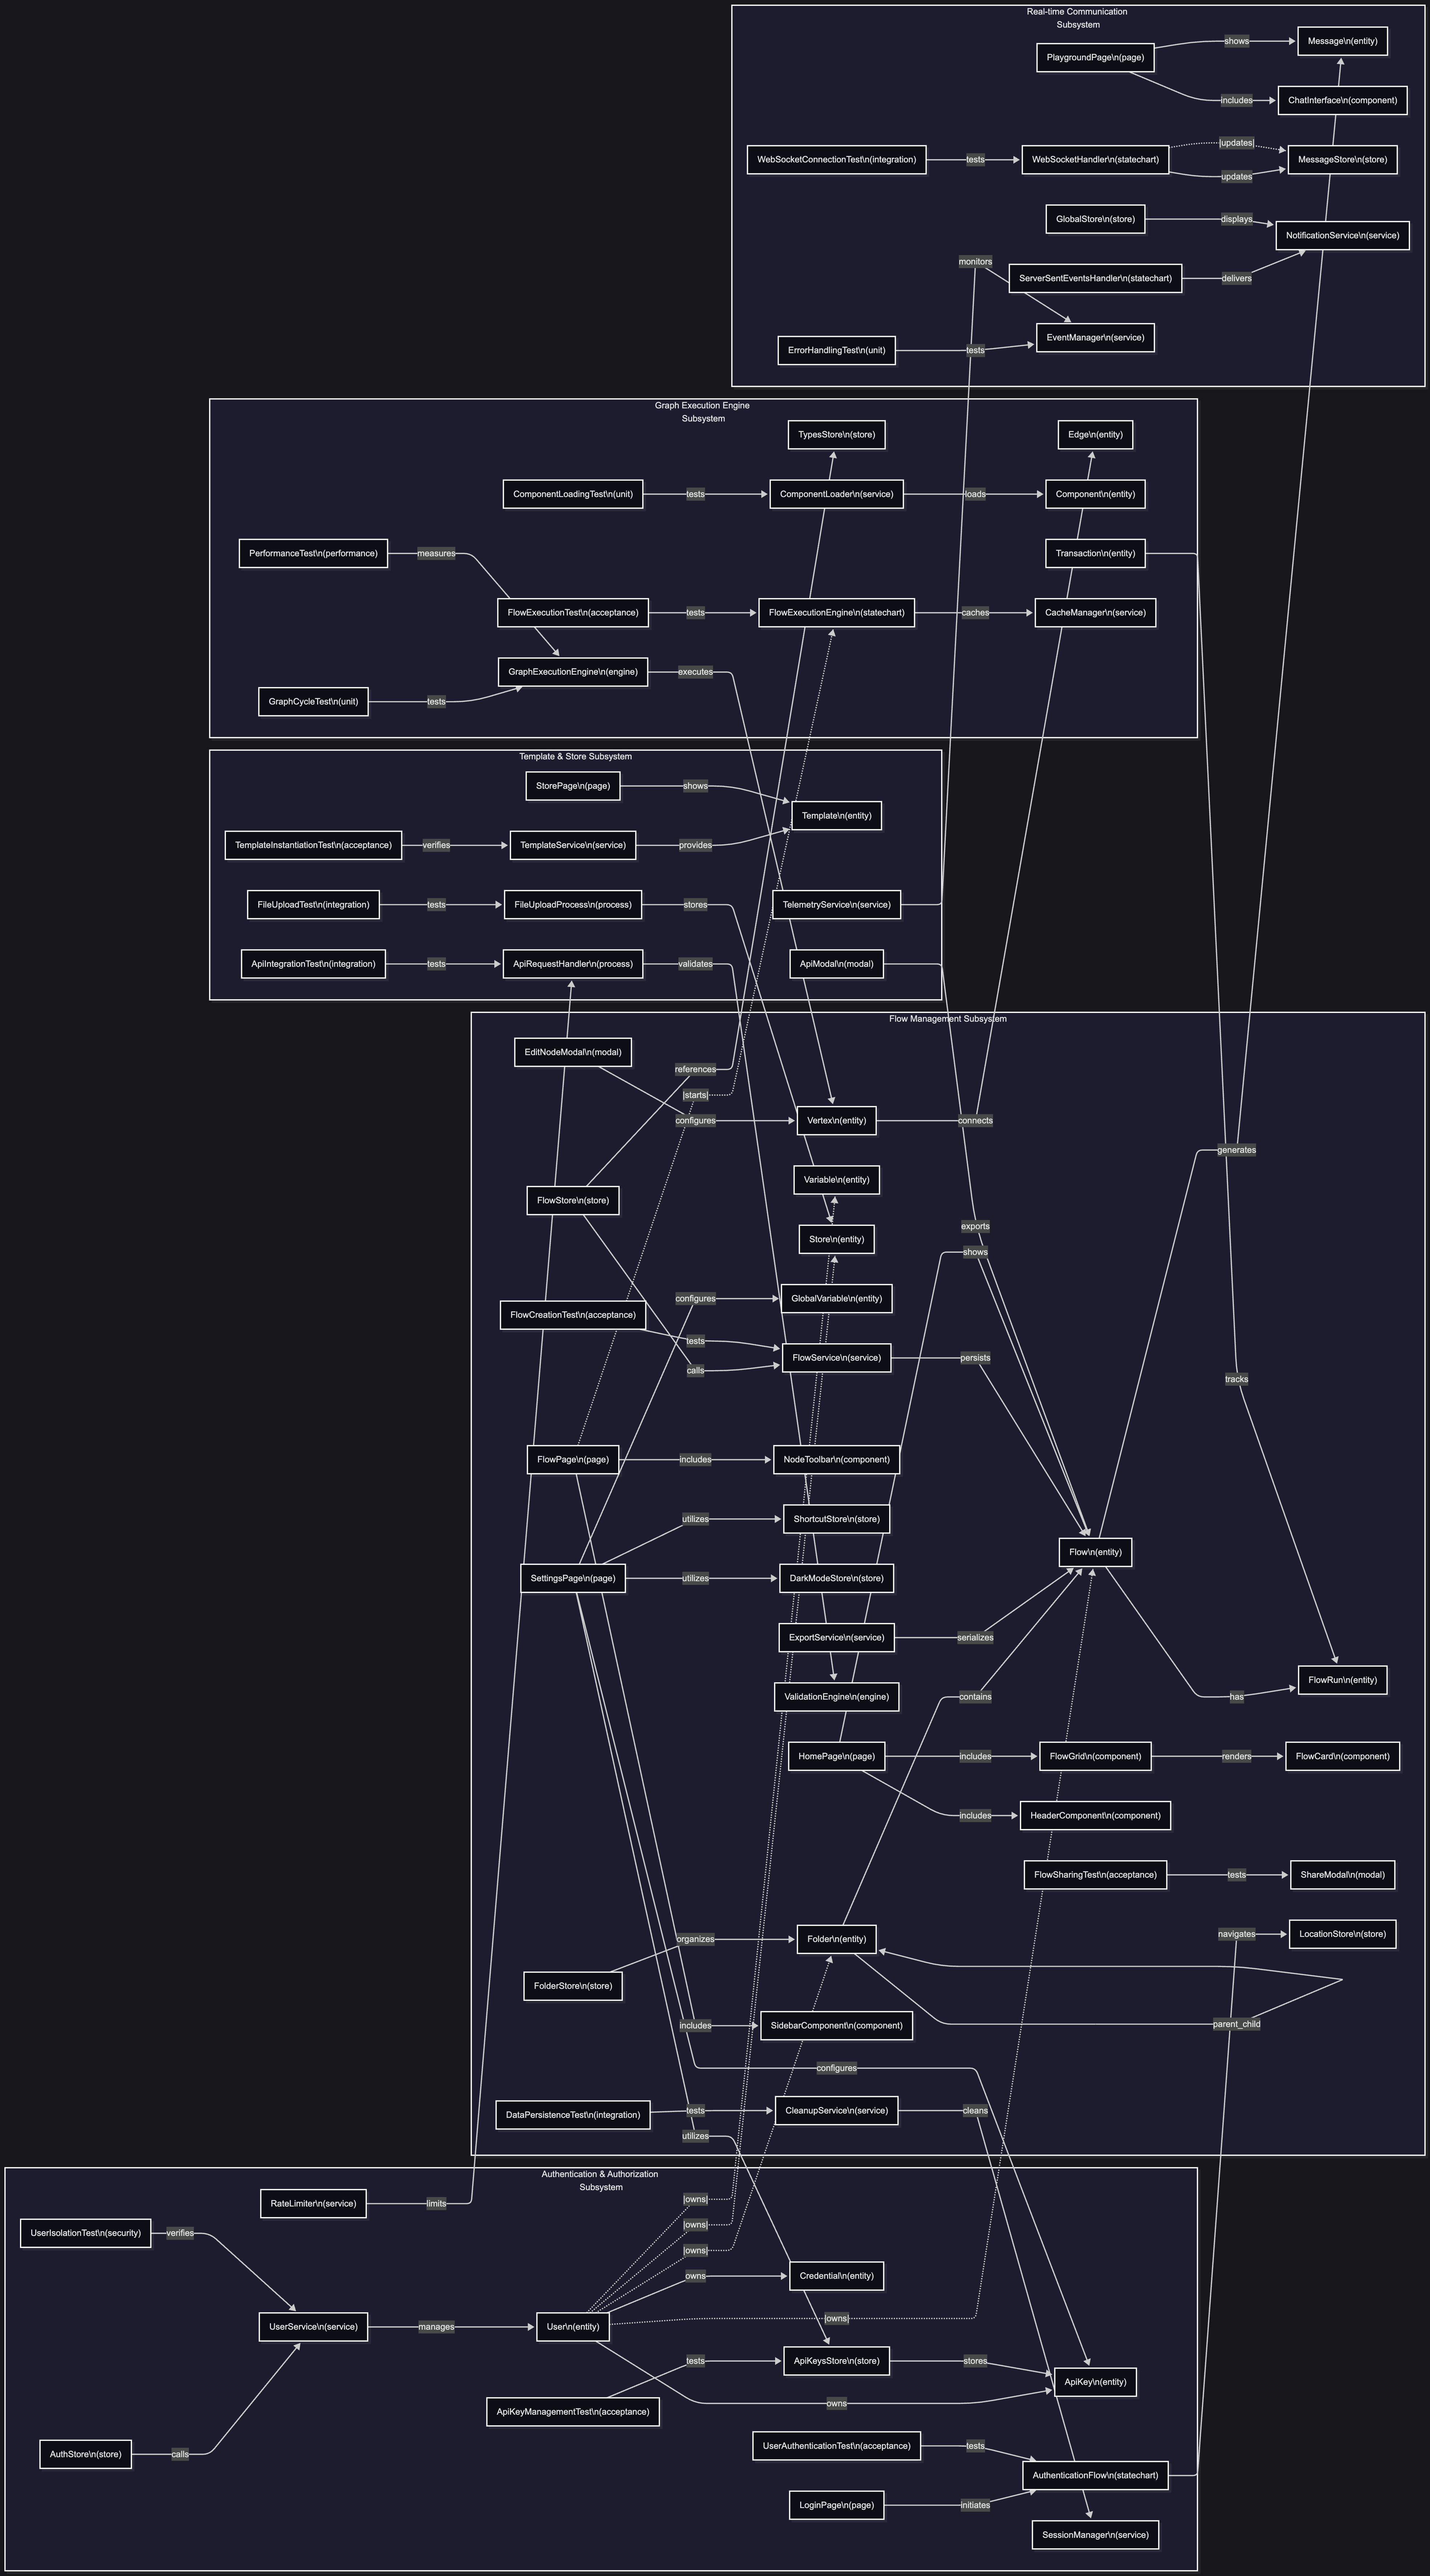 Real-time Communication
Subsystem
PlaygroundPage\n(page)
shows
Message\n(entity)
includes
ChatInterface\n(component)
WebSocketConnectionTest\n(integration)
tests
WebSocketHandler\n(statechart)
|updates|
updates
MessageStore\n(store)
GlobalStore\n(store)
displays
NotificationService\n(service)
monitors
ServerSentEventsHandler\n(statechart)
delivers
EventManager\n(service)
ErrorHandlingTest\n(unit)
tests
Graph Execution Engine
Subsystem
TypesStore\n(store)
Edge\n(entity)
ComponentLoadingTest\n(unit)
tests
ComponentLoader\n(service)
loads
Component\n(entity)
PerformanceTest\n(performance)
measures
Transaction\n(entity)
FlowExecutionTest\n(acceptance)
tests
FlowExecutionEngine\n(statechart)
caches
CacheManager\n(service)
GraphExecutionEngine\n(engine)
executes
GraphCycleTest\n(unit)
tests
Template & Store Subsystem
StorePage\n(page)
shows
Template\n(entity)
TemplateInstantiationTest\n(acceptance)
verifies
TemplateService\n(service)
provides
FileUploadTest\n(integration)
tests
FileUploadProcess\n(process)
stores
TelemetryService\n(service)
ApiIntegrationTest\n(integration)
tests
ApiRequestHandler\n(process)
validates
ApiModal\n(modal)
Flow Management Subsystem
EditNodeModal\n(modal)
references
|starts|
configures
Vertex\n(entity)
connects
generates
Variable\n(entity)
FlowStore\n(store)
exports
Store\n(entity)
shows
configures
GlobalVariable\n(entity)
FlowCreationTest\n(acceptance)
tests
FlowService\n(service)
persists
calls
tracks
FlowPage\n(page)
includes
NodeToolbar\n(component)
utilizes
ShortcutStore\n(store)
Flow\n(entity)
SettingsPage\n(page)
utilizes
DarkModeStore\n(store)
ExportService\n(service)
serializes
FlowRun\n(entity)
ValidationEngine\n(engine)
contains
has
HomePage\n(page)
includes
FlowGrid\n(component)
renders
FlowCard\n(component)
includes
HeaderComponent\n(component)
FlowSharingTest\n(acceptance)
tests
ShareModal\n(modal)
organizes
Folder\n(entity)
navigates
LocationStore\n(store)
FolderStore\n(store)
includes
SidebarComponent\n(component)
parent_child
configures
DataPersistenceTest\n(integration)
tests
CleanupService\n(service)
cleans
utilizes
Authentication & Authorization
Subsystem
RateLimiter\n(service)
limits
|owns|
UserIsolationTest\n(security)
verifies
|owns|
|owns|
owns
Credential\n(entity)
UserService\n(service)
manages
User\n(entity)
|owns|
tests
ApiKeysStore\n(store)
stores
ApiKey\n(entity)
ApiKeyManagementTest\n(acceptance)
owns
AuthStore\n(store)
calls
UserAuthenticationTest\n(acceptance)
tests
AuthenticationFlow\n(statechart)
LoginPage\n(page)
initiates
SessionManager\n(service)